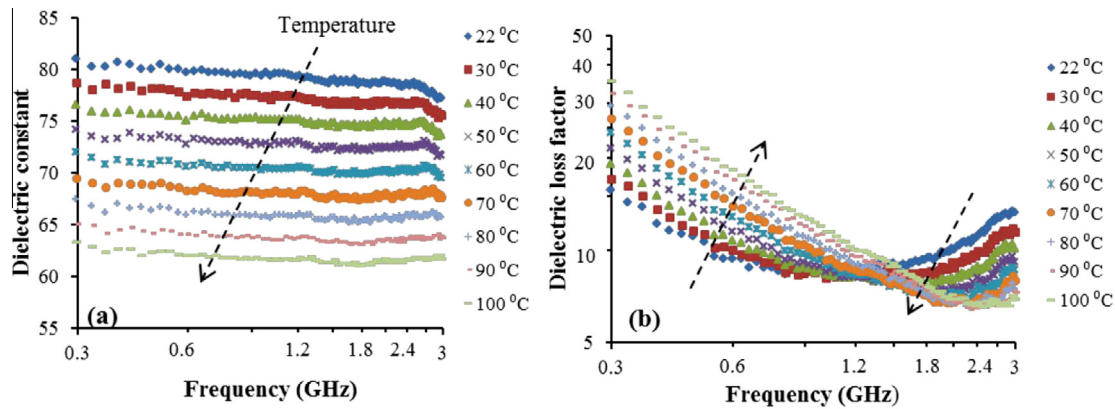 Temperature
Dielectric constant
85
80
75
70
65
60
55
(a)
0.3
0.6
1.2
1.8
2.4
3
Frequency (GHz)
22 ⁰C
30 ⁰C
40 ⁰C
50 ⁰C
60 ⁰C
70 ⁰C
80 ⁰C
90 ⁰C
100 ⁰C
Dielectric loss factor
50
40
30
20
10
5
(b)
0.3
0.6
1.2
1.8
2.4
3
Frequency (GHz)
22 ⁰C
30 ⁰C
40 ⁰C
50 ⁰C
60 ⁰C
70 ⁰C
80 ⁰C
90 ⁰C
100 ⁰C